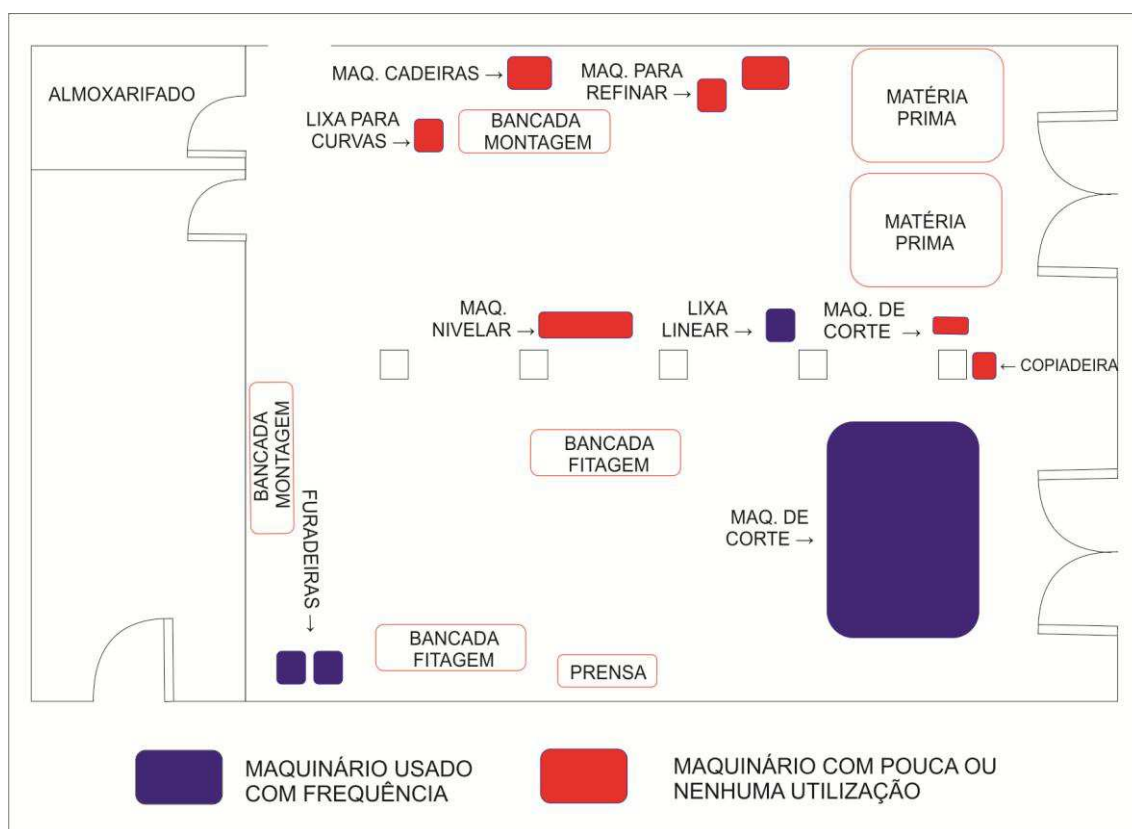 ALMOXARIFADO
MAQ. CADEIRAS →
MAQ. PARA
REFINAR →
MATÉRIA
PRIMA
LIXA PARA
CURVAS →
BANCADA
MONTAGEM
MATÉRIA
PRIMA
MAQ.
NIVELAR →
LIXA
LINEAR →
MAQ. DE
CORTE →
← COPIADEIRA
BANCADA
MONTAGEM
BANCADA
FITAGEM
FURADEIRAS →
MAQ. DE
CORTE →
BANCADA
FITAGEM
PRENSA
MAQUINÁRIO USADO
COM FREQUÊNCIA
MAQUINÁRIO COM POUCA OU
NENHUMA UTILIZAÇÃO